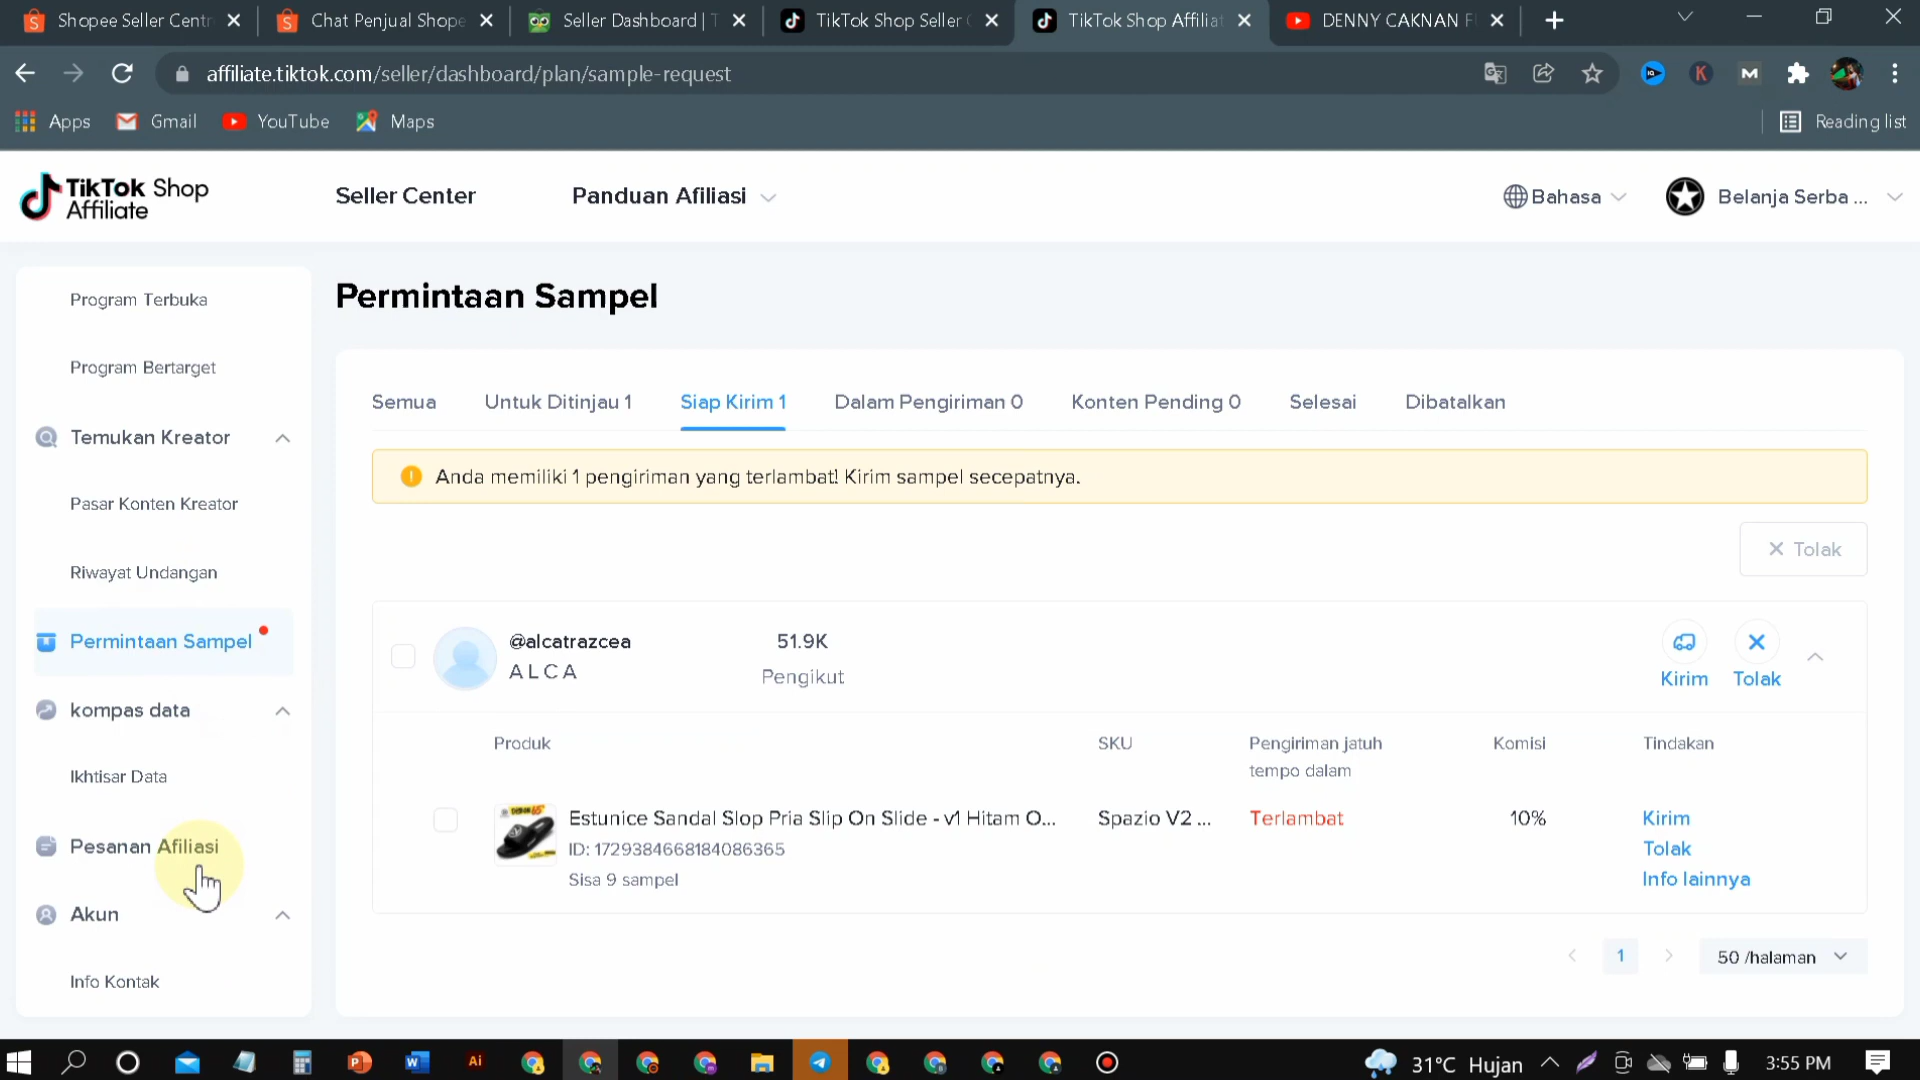 Shopee Seller Centr
Chat Penjual Shope
Seller Dashboard | T
TikTok Shop Seller C
TikTok Shop Affiliat
DENNY CAKNAN F
affiliate.tiktok.com/seller/dashboard/plan/sample-request
Apps
Gmail
YouTube
Maps
Reading list
TikTok Shop
Affiliate
Seller Center
Panduan Afiliasi
Bahasa
Belanja Serba ...
Program Terbuka
Program Bertarget
Temukan Kreator
Pasar Konten Kreator
Riwayat Undangan
Permintaan Sampel
kompas data
Ikhtisar Data
Pesanan Afiliasi
Akun
Info Kontak
Permintaan Sampel
Semua
Untuk Ditinjau 1
Siap Kirim 1
Dalam Pengiriman 0
Konten Pending 0
Selesai
Dibatalkan
Anda memiliki 1 pengiriman yang terlambat! Kirim sampel secepatnya.
Tolak
@alcatrazcea
A L C A
51.9K
Pengikut
Kirim
Tolak
Produk
SKU
Pengiriman jatuh
tempo dalam
Komisi
Tindakan
Estunice Sandal Slop Pria Slip On Slide - v1 Hitam O...
ID: 1729384668184086365
Sisa 9 sampel
Spazio V2 ...
Terlambat
10%
Kirim
Tolak
Info lainnya
1
50 /halaman
31°C Hujan
3:55 PM